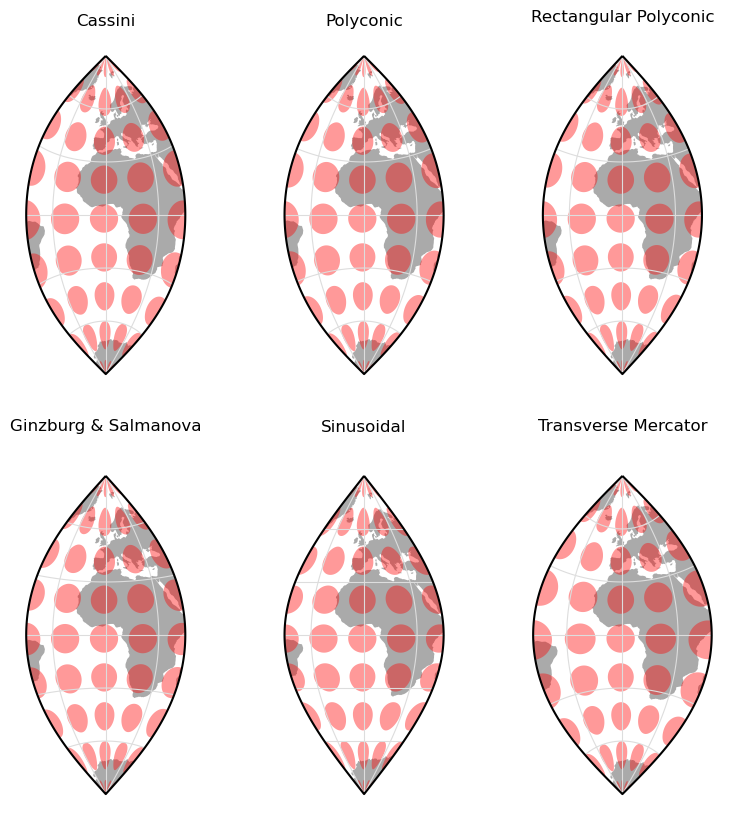 Cassini
Polyconic
Rectangular Polyconic
Ginzburg & Salmanova
Sinusoidal
Transverse Mercator